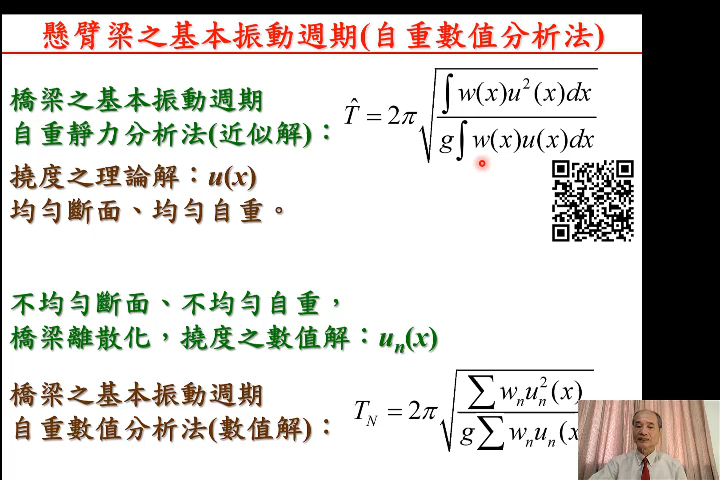 懸臂梁之基本振動週期(自重數值分析法)
橋梁之基本振動週期
自重靜力分析法(近似解)：
T̂ = 2π √( ∫ w(x)u²(x)dx / g∫ w(x)u(x)dx )
撓度之理論解：u(x)
均勻斷面、均勻自重。
不均勻斷面、不均勻自重，
橋梁離散化，撓度之數值解：uₙ(x)
橋梁之基本振動週期
自重數值分析法(數值解)：
T_N = 2π √( ∑ wₙuₙ²(x) / g∑ wₙuₙ(x